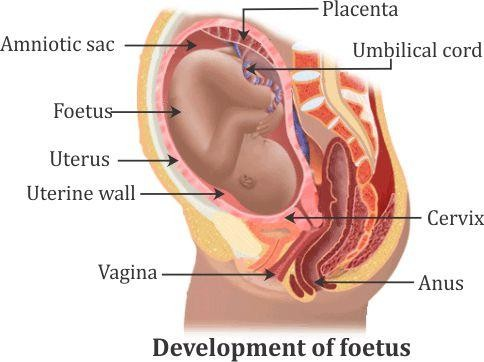 Placenta
Amniotic sac
Umbilical cord
Foetus
Uterus
Uterine wall
Cervix
Vagina
Anus
Development of foetus